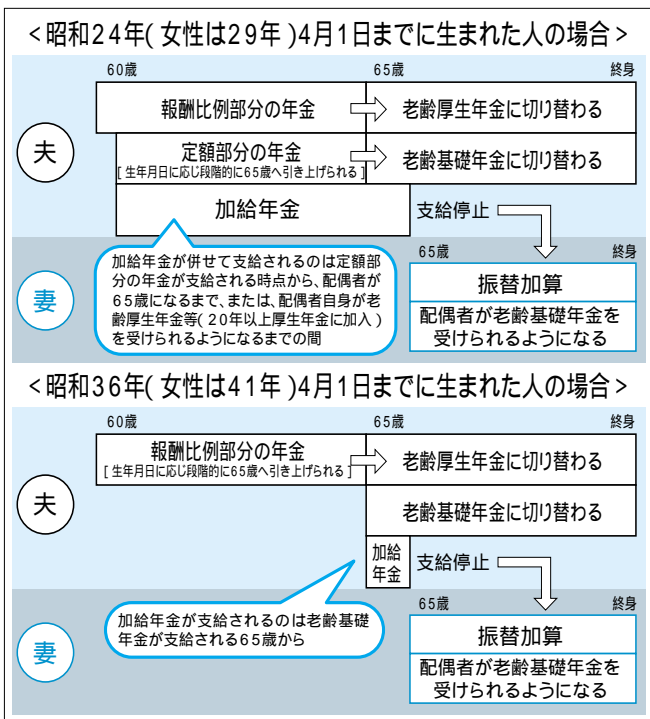 <昭和24年(女性は29年)4月1日までに生まれた人の場合>
60歳 65歳 終身
夫
報酬比例部分の年金
老齢厚生年金に切り替わる
定額部分の年金
[生年月日に応じ段階的に65歳へ引き上げられる]
老齢基礎年金に切り替わる
加給年金
支給停止
妻
加給年金が併せて支給されるのは定額部
分の年金が支給される時点から、配偶者が
65歳になるまで、または、配偶者自身が老
齢厚生年金等(20年以上厚生年金に加入)
を受けられるようになるまでの間
65歳 終身
振替加算
配偶者が老齢基礎年金を
受けられるようになる
<昭和36年(女性は41年)4月1日までに生まれた人の場合>
60歳 65歳 終身
夫
報酬比例部分の年金
[生年月日に応じ段階的に65歳へ引き上げられる]
老齢厚生年金に切り替わる
老齢基礎年金に切り替わる
加給
年金
支給停止
妻
加給年金が支給されるのは老齢基礎
年金が支給される65歳から
65歳 終身
振替加算
配偶者が老齢基礎年金を
受けられるようになる